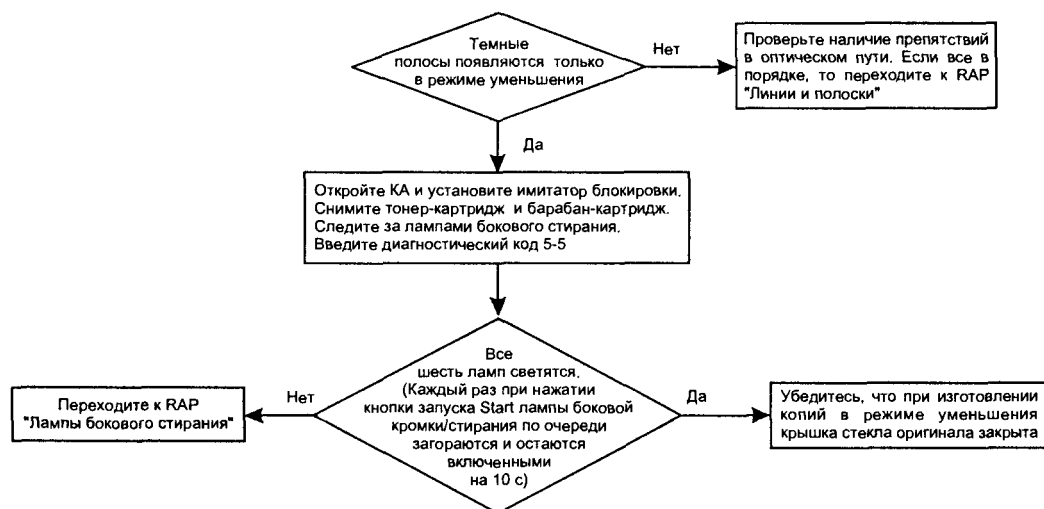 Темные
полосы появляются только
в режиме уменьшения
Нет
Проверьте наличие препятствий
в оптическом пути. Если все в
порядке, то переходите к RAP
"Линии и полоски"
Да
Откройте КА и установите имитатор блокировки.
Снимите тонер-картридж и барабан-картридж.
Следите за лампами бокового стирания.
Введите диагностический код 5-5
Все
шесть ламп светятся.
(Каждый раз при нажатии
кнопки запуска Start лампы боковой
кромки/стирания по очереди
загораются и остаются
включенными
на 10 с)
Нет
Переходите к RAP
"Лампы бокового стирания"
Да
Убедитесь, что при изготовлении
копий в режиме уменьшения
крышка стекла оригинала закрыта